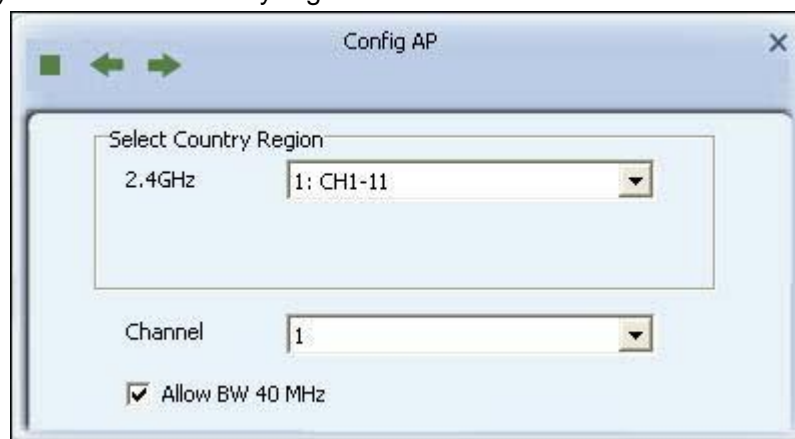 Config AP
Select Country Region
2.4GHz 1: CH1-11
Channel 1
Allow BW 40 MHz